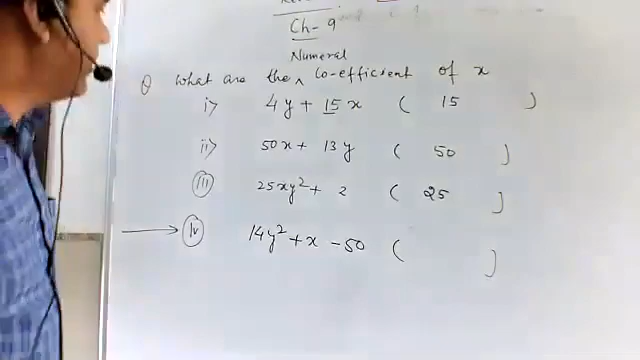 Ch-9
Numeral
Q What are the ^ Co-efficient of x
i) 4y + 15x ( 15 )
ii) 50x + 13y ( 50 )
iii) 25xy² + 2 ( 25 )
→ iv 14y² + x - 50 ( )